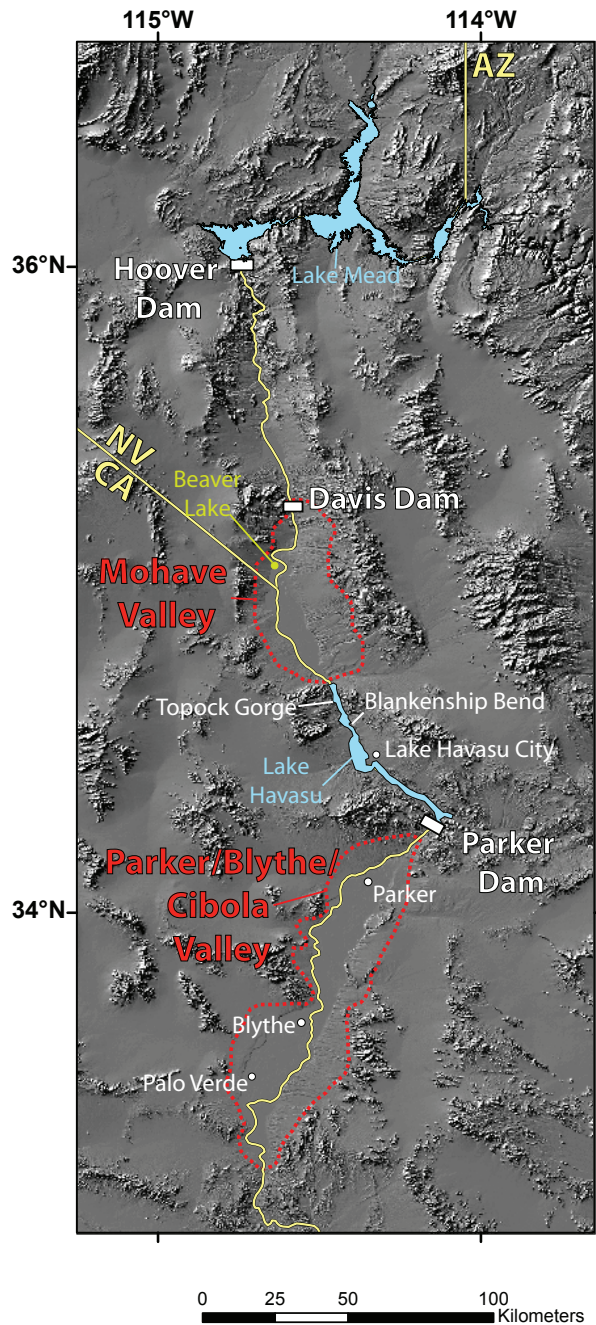 115°W
114°W
AZ
36°N
Hoover
Dam
Lake Mead
NV
CA
Beaver
Lake
Davis Dam
Mohave
Valley
Topock Gorge
Blankenship Bend
Lake Havasu City
Lake
Havasu
Parker/Blythe/
Cibola
Valley
Parker
Dam
34°N
Parker
Blythe
Palo Verde
0
25
50
100
Kilometers